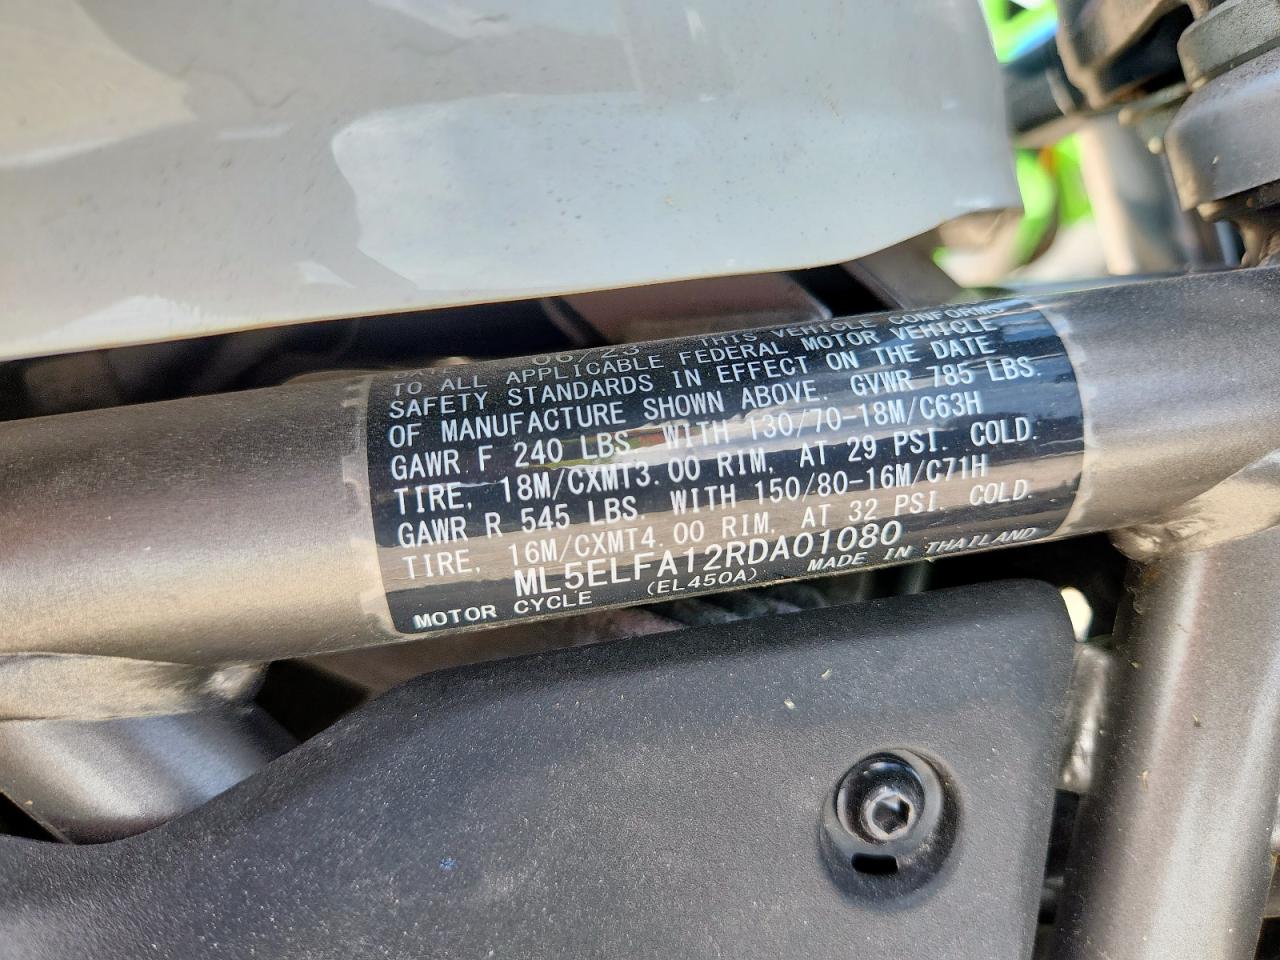 DATE 06/23 THIS VEHICLE CONFORMS
TO ALL APPLICABLE FEDERAL MOTOR VEHICLE
SAFETY STANDARDS IN EFFECT ON THE DATE
OF MANUFACTURE SHOWN ABOVE. GVWR 785 LBS.
GAWR F 240 LBS. WITH 130/70-18M/C63H
TIRE, 18M/CXMT3.00 RIM, AT 29 PSI. COLD.
GAWR R 545 LBS. WITH 150/80-16M/C71H
TIRE, 16M/CXMT4.00 RIM, AT 32 PSI. COLD.
ML5ELFA12RDA01080
MOTOR CYCLE (EL450A) MADE IN THAILAND